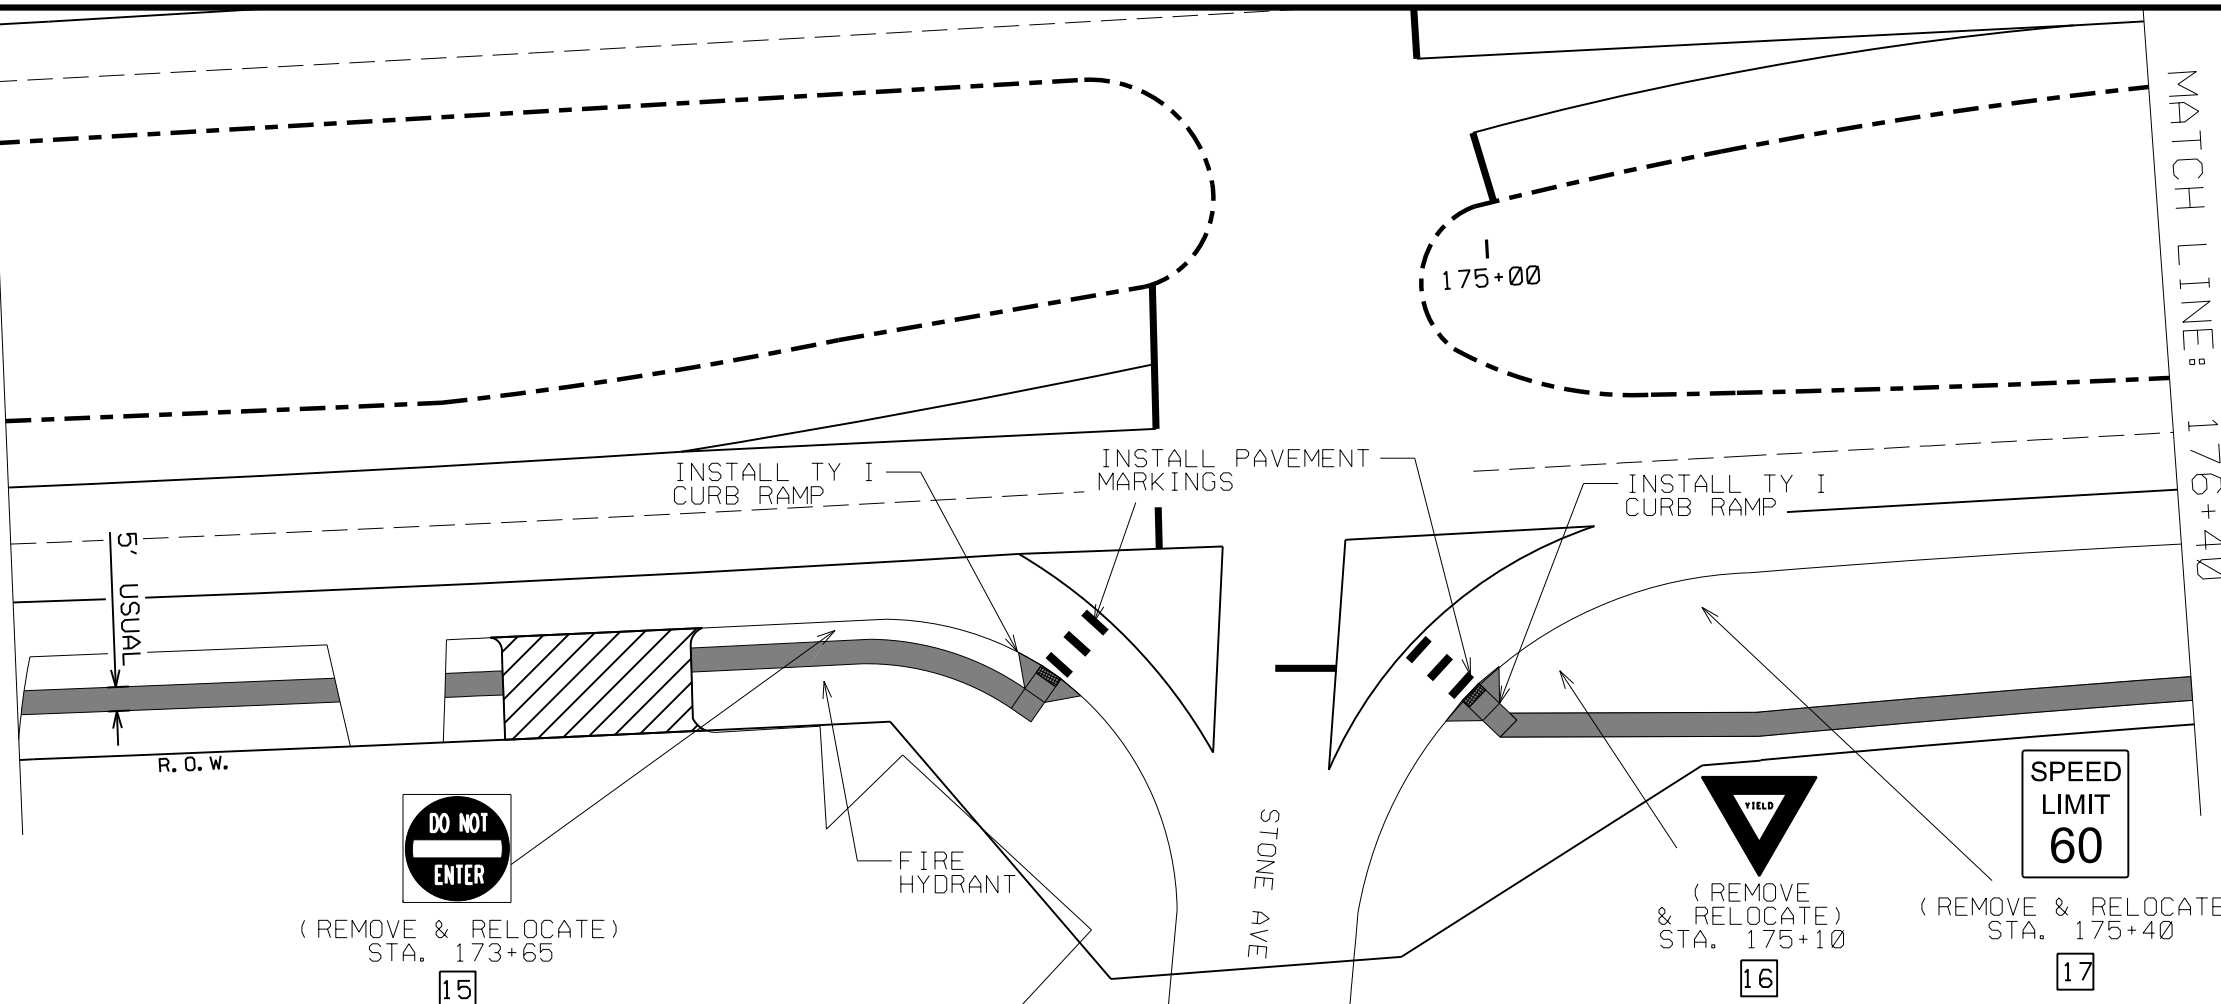 MATCH LINE: 176+40
175+00
INSTALL TY I
CURB RAMP
INSTALL PAVEMENT
MARKINGS
INSTALL TY I
CURB RAMP
5' USUAL
R.O.W.
DO NOT
ENTER
(REMOVE & RELOCATE)
STA. 173+65
15
FIRE
HYDRANT
STONE AVE
YIELD
(REMOVE
& RELOCATE)
STA. 175+10
16
SPEED
LIMIT
60
(REMOVE & RELOCATE
STA. 175+40
17